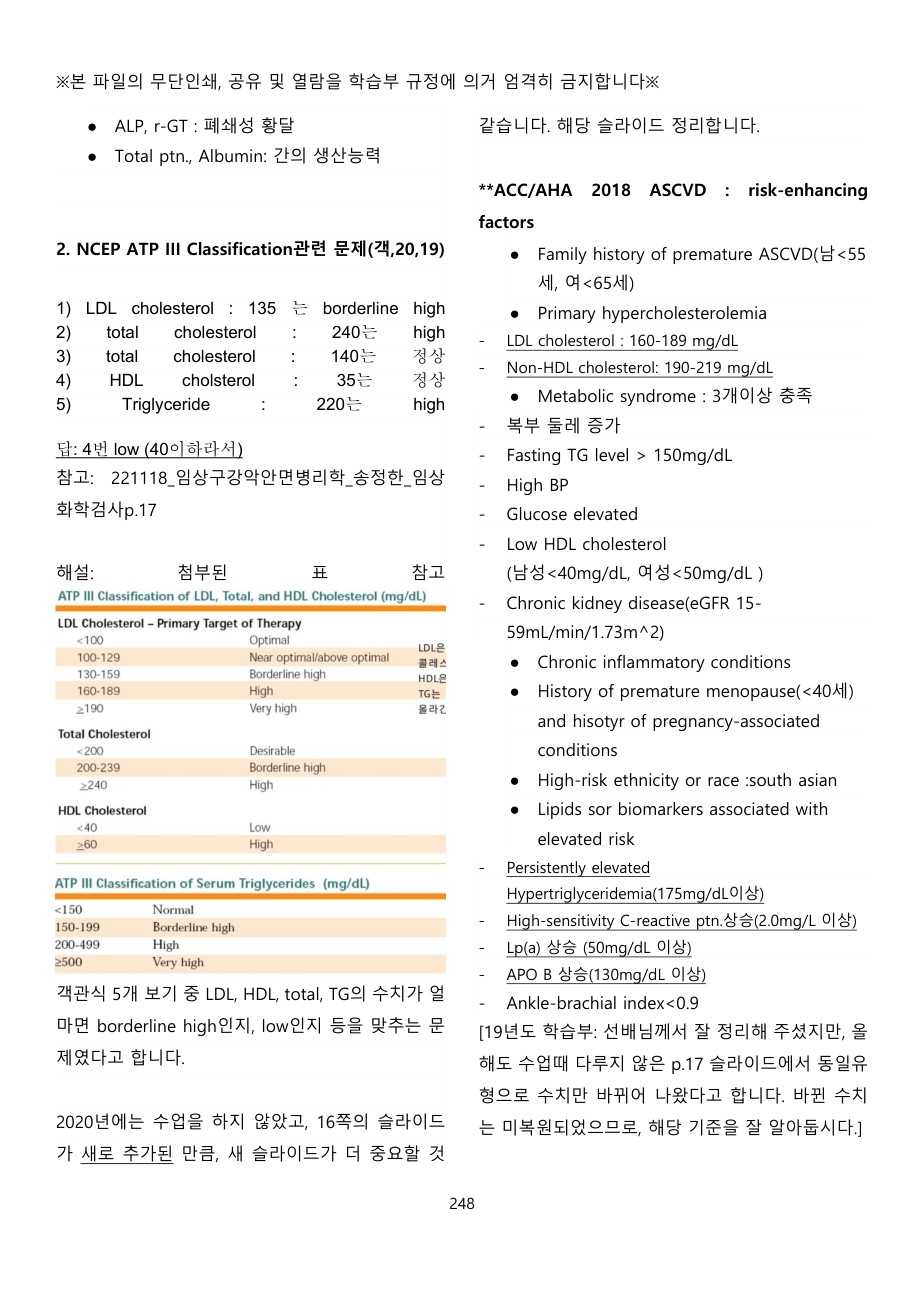 ※본 파일의 무단인쇄, 공유 및 열람을 학습부 규정에 의거 엄격히 금지합니다※
● ALP, r-GT : 폐쇄성 황달
● Total ptn., Albumin: 간의 생산능력
2. NCEP ATP III Classification관련 문제(객,20,19)
1) LDL cholesterol : 135 는 borderline high
2) total cholesterol : 240는 high
3) total cholesterol : 140는 정상
4) HDL cholsterol : 35는 정상
5) Triglyceride : 220는 high
답: 4번 low (40이하라서)
참고: 221118_임상구강악안면병리학_송정한_임상
화학검사p.17
해설: 첨부된 표 참고
ATP III Classification of LDL, Total, and HDL Cholesterol (mg/dL)
LDL Cholesterol – Primary Target of Therapy
<100 Optimal
100-129 Near optimal/above optimal
130-159 Borderline high
160-189 High
≥190 Very high
LDL은
콜레스
HDL은
TG는
올라간
Total Cholesterol
<200 Desirable
200-239 Borderline high
≥240 High
HDL Cholesterol
<40 Low
≥60 High
ATP III Classification of Serum Triglycerides (mg/dL)
<150 Normal
150-199 Borderline high
200-499 High
≥500 Very high
객관식 5개 보기 중 LDL, HDL, total, TG의 수치가 얼
마면 borderline high인지, low인지 등을 맞추는 문
제였다고 합니다.
2020년에는 수업을 하지 않았고, 16쪽의 슬라이드
가 새로 추가된 만큼, 새 슬라이드가 더 중요할 것
같습니다. 해당 슬라이드 정리합니다.
**ACC/AHA 2018 ASCVD : risk-enhancing
factors
● Family history of premature ASCVD(남<55
세, 여<65세)
● Primary hypercholesterolemia
- LDL cholesterol : 160-189 mg/dL
- Non-HDL cholesterol: 190-219 mg/dL
● Metabolic syndrome : 3개이상 충족
- 복부 둘레 증가
- Fasting TG level > 150mg/dL
- High BP
- Glucose elevated
- Low HDL cholesterol
(남성<40mg/dL, 여성<50mg/dL )
- Chronic kidney disease(eGFR 15-
59mL/min/1.73m^2)
● Chronic inflammatory conditions
● History of premature menopause(<40세)
and hisotyr of pregnancy-associated
conditions
● High-risk ethnicity or race :south asian
● Lipids sor biomarkers associated with
elevated risk
- Persistently elevated
Hypertriglyceridemia(175mg/dL이상)
- High-sensitivity C-reactive ptn.상승(2.0mg/L 이상)
- Lp(a) 상승 (50mg/dL 이상)
- APO B 상승(130mg/dL 이상)
- Ankle-brachial index<0.9
[19년도 학습부: 선배님께서 잘 정리해 주셨지만, 올
해도 수업때 다루지 않은 p.17 슬라이드에서 동일유
형으로 수치만 바뀌어 나왔다고 합니다. 바뀐 수치
는 미복원되었으므로, 해당 기준을 잘 알아둡시다.]
248